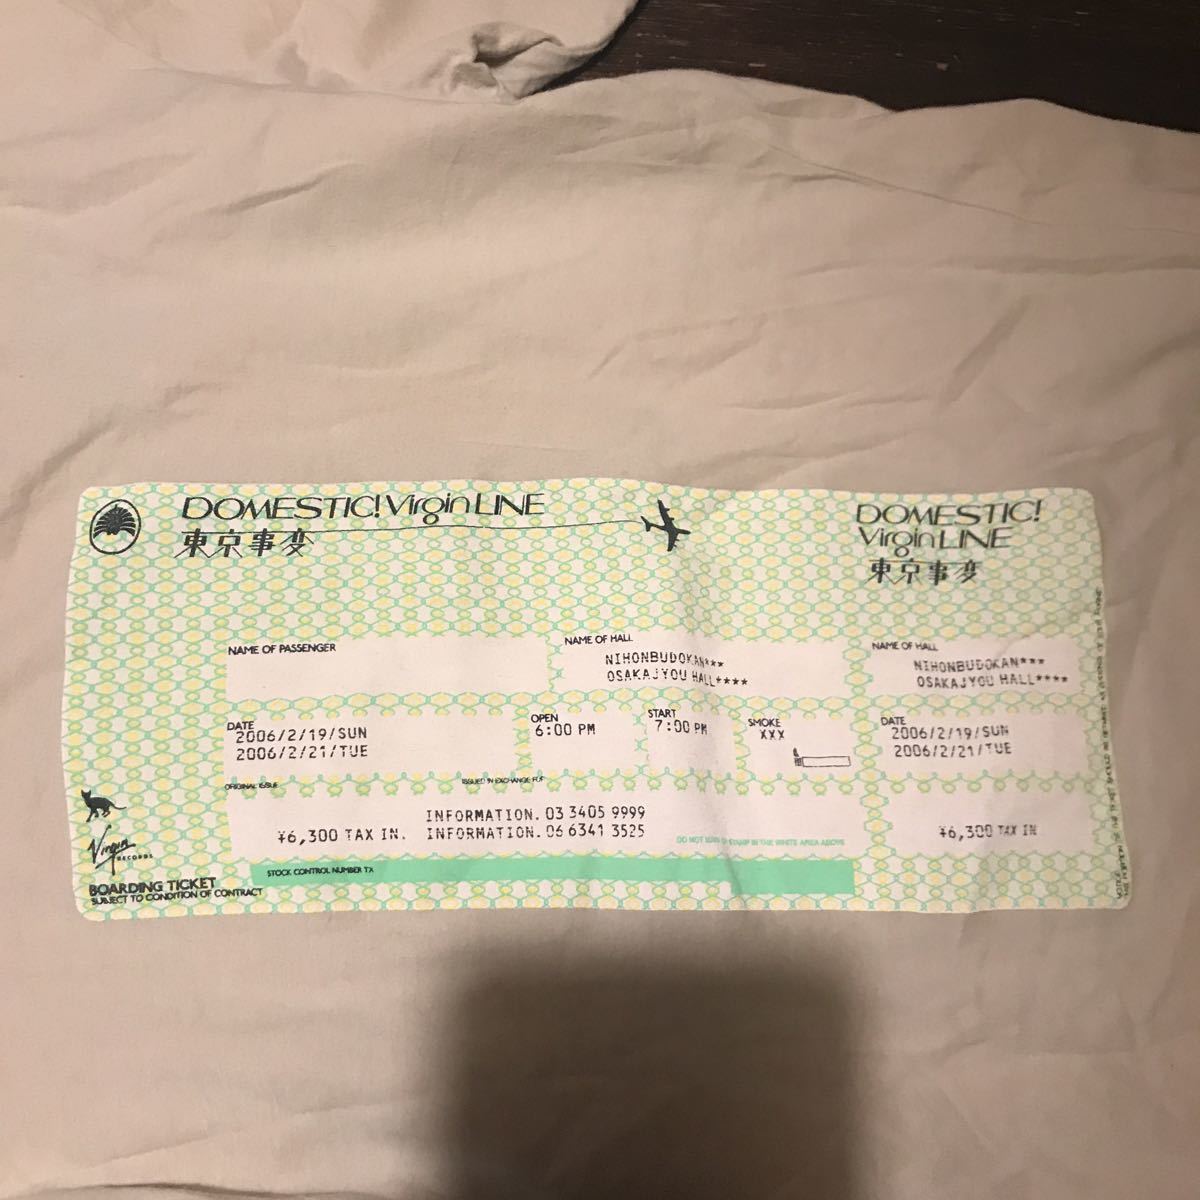 DOMESTIC! Virgin LINE
東京事変
DOMESTIC!
Virgin LINE
東京事変
NAME OF PASSENGER
NAME OF HALL
NIHONBUDOKAN***
OSAKAJYOU HALL****
NAME OF HALL
NIHONBUDOKAN***
OSAKAJYOU HALL****
DATE
2006/2/19/SUN
2006/2/21/TUE
OPEN
6:00 PM
START
7:00 PM
SMOKE
XXX
DATE
2006/2/19/SUN
2006/2/21/TUE
ORIGINAL ISSUE
ISSUED IN EXCHANGE FOF
INFORMATION. 03 3405 9999
¥6,300 TAX IN. INFORMATION. 06 6341 3525
DO NOT STAMP IN THE WHITE AREA ABOVE
¥6,300 TAX IN
Virgin
RECORDS
STOCK CONTROL NUMBER TX
BOARDING TICKET
SUBJECT TO CONDITION OF CONTRACT